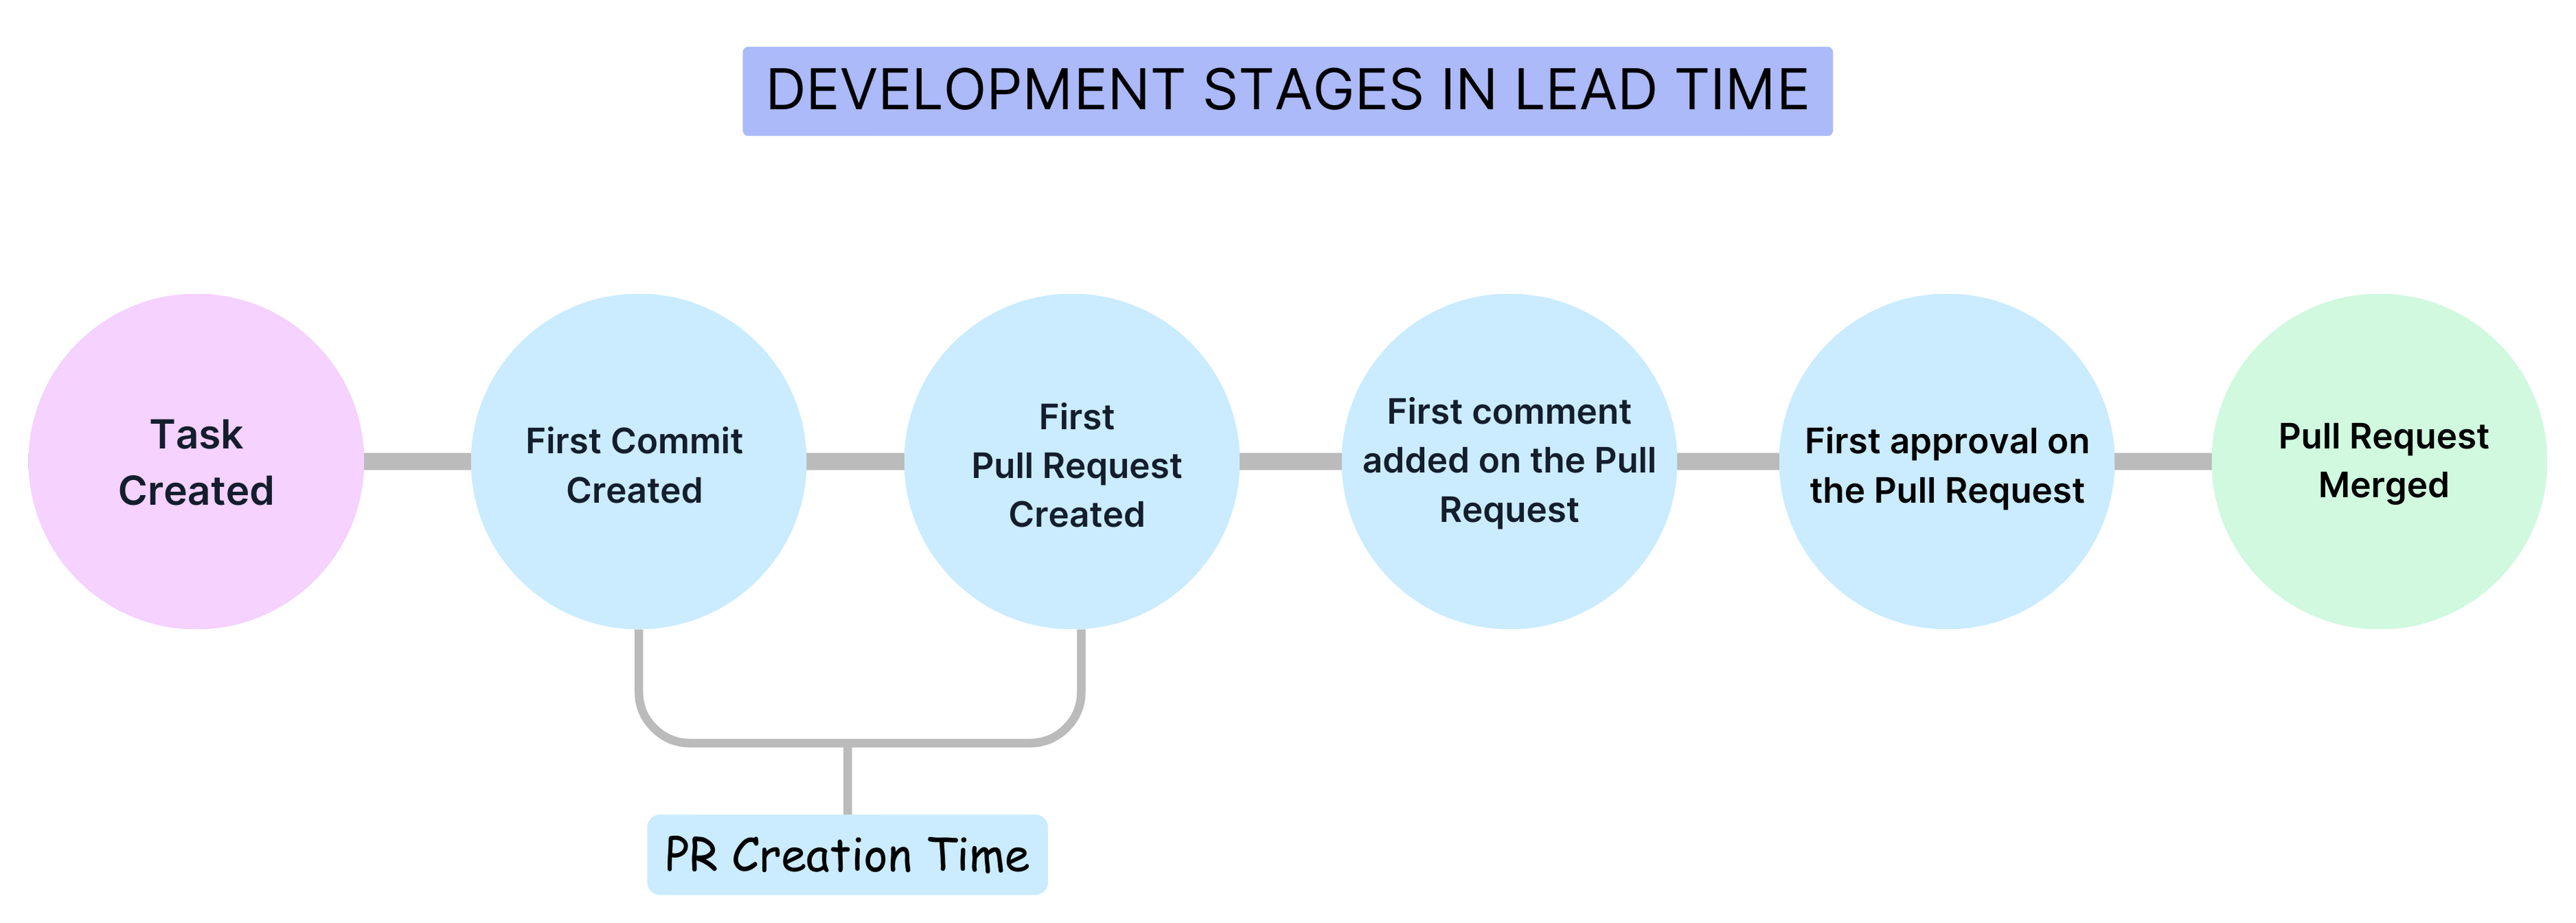 DEVELOPMENT STAGES IN LEAD TIME
Task
Created
First Commit
Created
First
Pull Request
Created
First comment
added on the Pull
Request
First approval on
the Pull Request
Pull Request
Merged
PR Creation Time